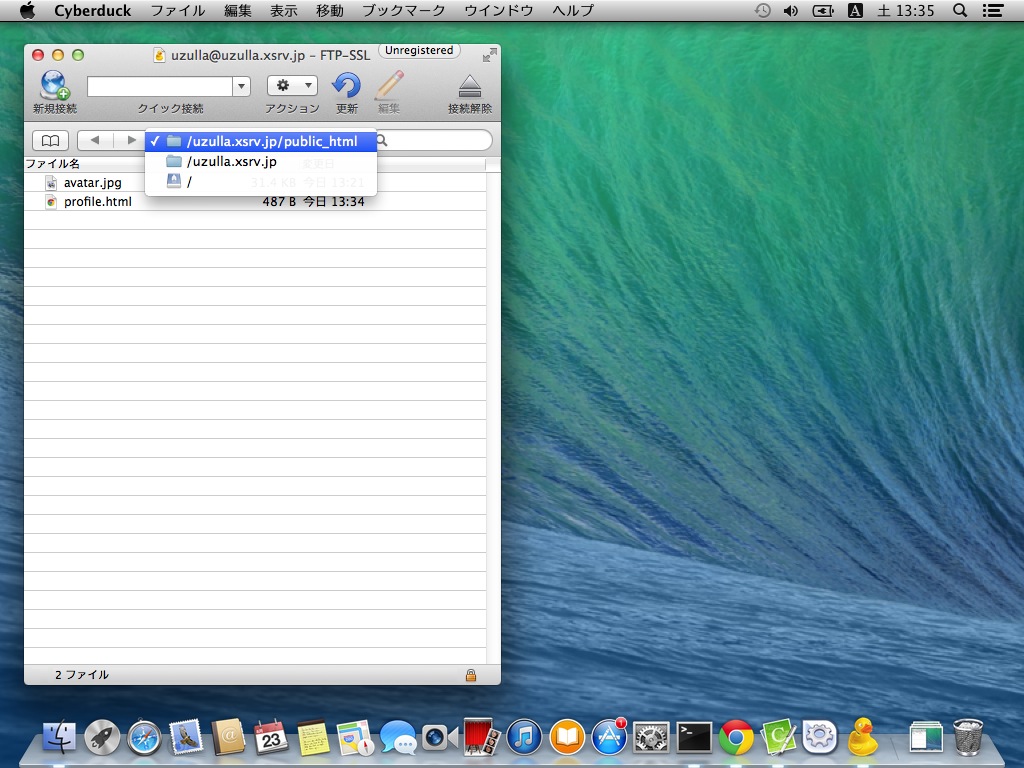 Cyberduck ファイル 編集 表示 移動 ブックマーク ウインドウ ヘルプ A 土 13:35
uzulla@uzulla.xsrv.jp – FTP-SSL Unregistered
新規接続 クイック接続 アクション 更新 編集 接続解除
✓ /uzulla.xsrv.jp/public_html
ファイル名 /uzulla.xsrv.jp 変更日
avatar.jpg / 31.4 KB 今日 13:21
profile.html 487 B 今日 13:34
2 ファイル
23
1